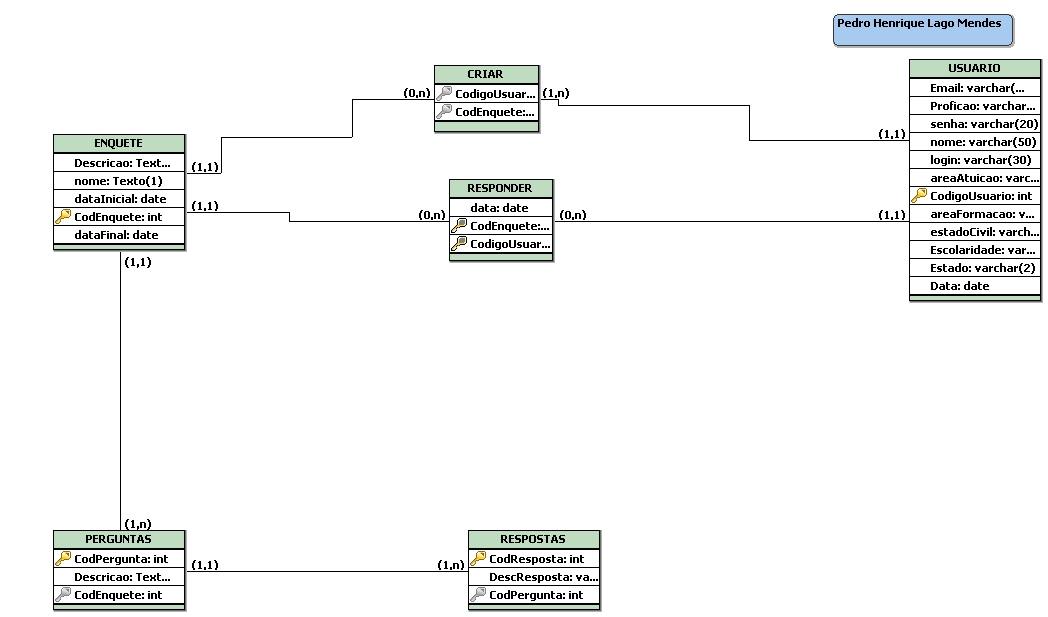 Pedro Henrique Lago Mendes
CRIAR
CodigoUsuar...
CodEnquete:...
(0,n)
(1,n)
USUARIO
Email: varchar(...
Proficao: varchar...
senha: varchar(20)
nome: varchar(50)
login: varchar(30)
areaAtuicao: varc...
CodigoUsuario: int
areaFormacao: v...
estadoCivil: varch...
Escolaridade: var...
Estado: varchar(2)
Data: date
(1,1)
(1,1)
ENQUETE
Descricao: Text...
nome: Texto(1)
dataInicial: date
CodEnquete: int
dataFinal: date
(1,1)
(1,1)
(1,1)
RESPONDER
data: date
CodEnquete:...
CodigoUsuar...
(0,n)
(0,n)
(1,n)
PERGUNTAS
CodPergunta: int
Descricao: Text...
CodEnquete: int
(1,1)
(1,n)
RESPOSTAS
CodResposta: int
DescResposta: va...
CodPergunta: int